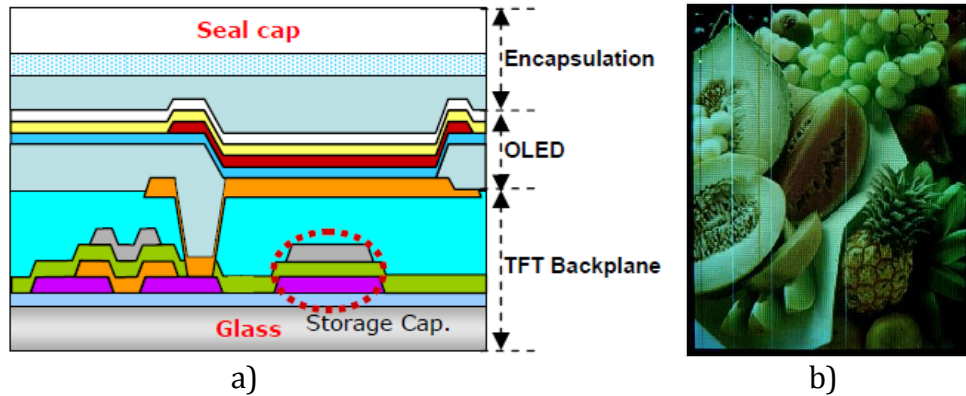 Seal cap
Encapsulation
OLED
TFT Backplane
Storage Cap.
Glass
a)
b)